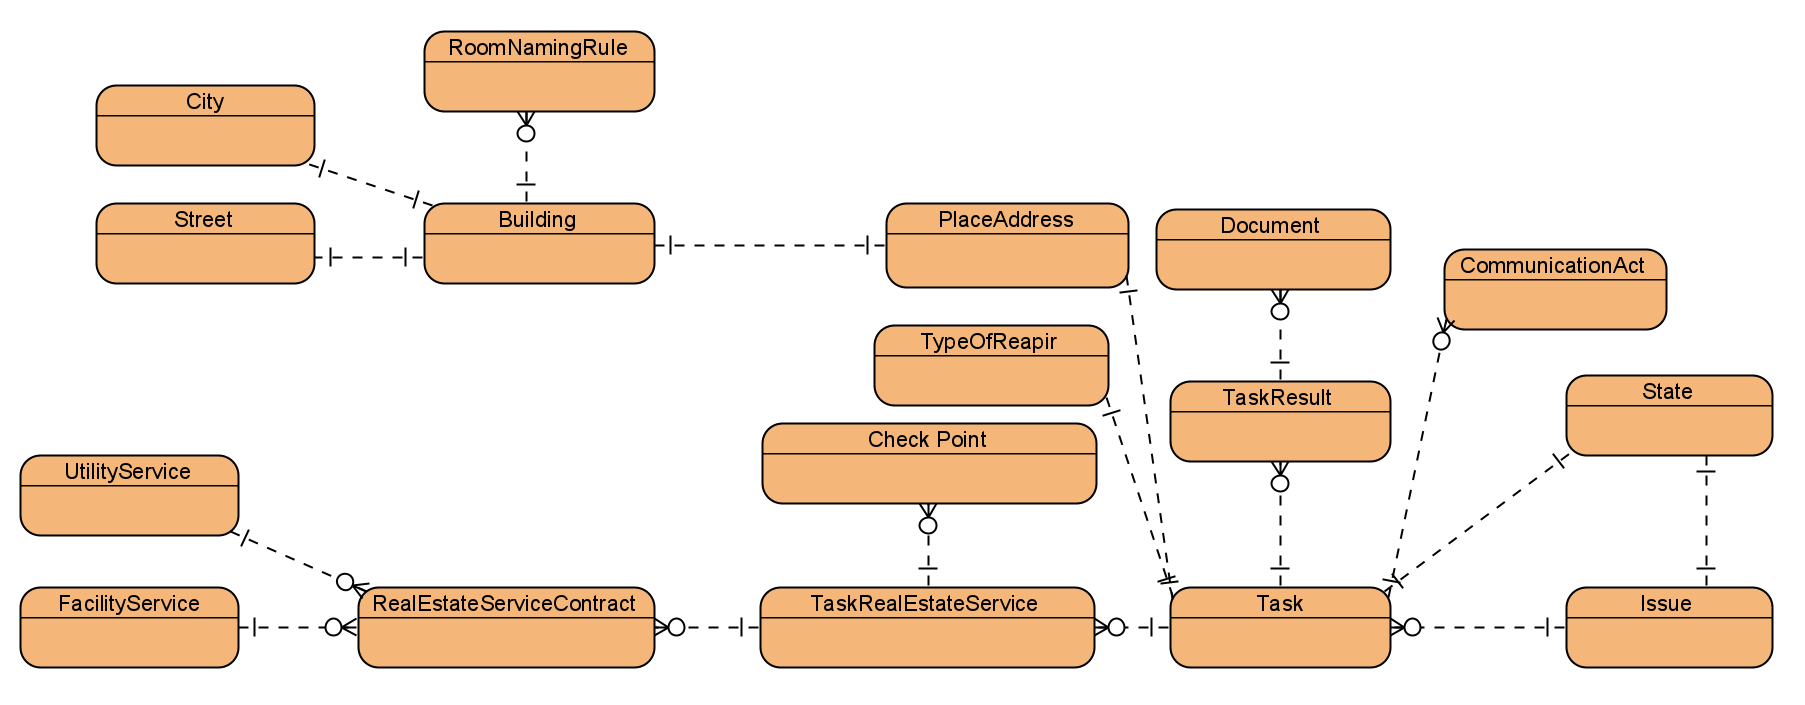 RoomNamingRule
City
Street
Building
PlaceAddress
Document
CommunicationAct
TypeOfReapir
TaskResult
State
Check Point
UtilityService
FacilityService
RealEstateServiceContract
TaskRealEstateService
Task
Issue